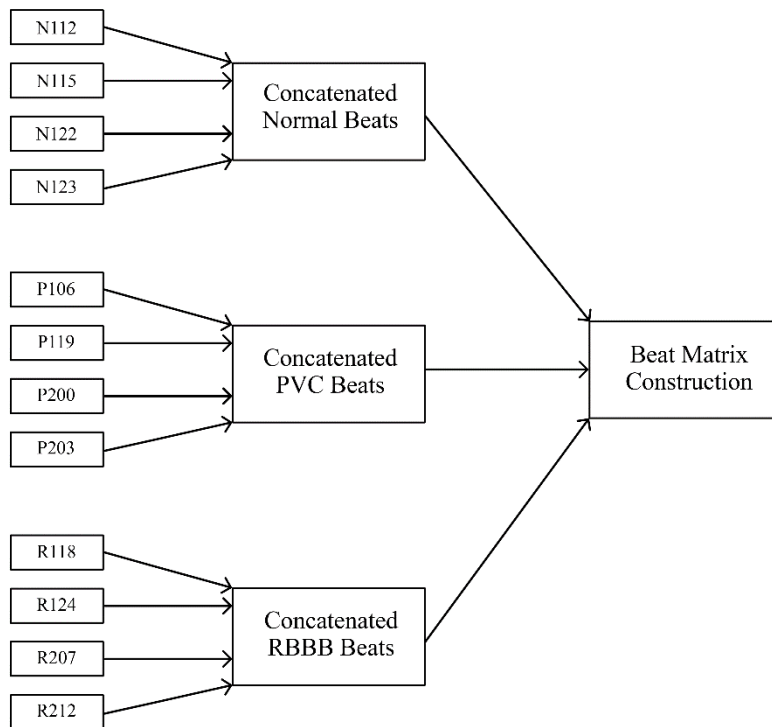 N112
N115
N122
N123
Concatenated
Normal Beats
P106
P119
P200
P203
Concatenated
PVC Beats
R118
R124
R207
R212
Concatenated
RBBB Beats
Beat Matrix
Construction